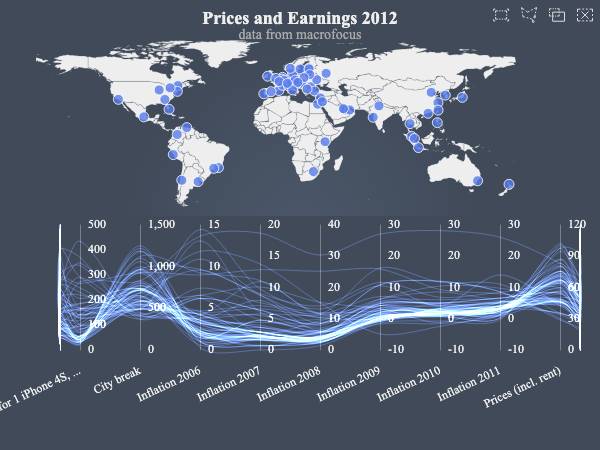 Prices and Earnings 2012
data from macrofocus
500 1,500 15 20 40 30 30 30 120
400 15 30 20 20 20 90
300 1,000 10 10 20 10 10 10 60
200 500 5 5 10 0 0 0 30
100
0 0 0 0 0 -10 -10 -10 0
for 1 iPhone 4S, ... City break Inflation 2006 Inflation 2007 Inflation 2008 Inflation 2009 Inflation 2010 Inflation 2011 Prices (incl. rent)